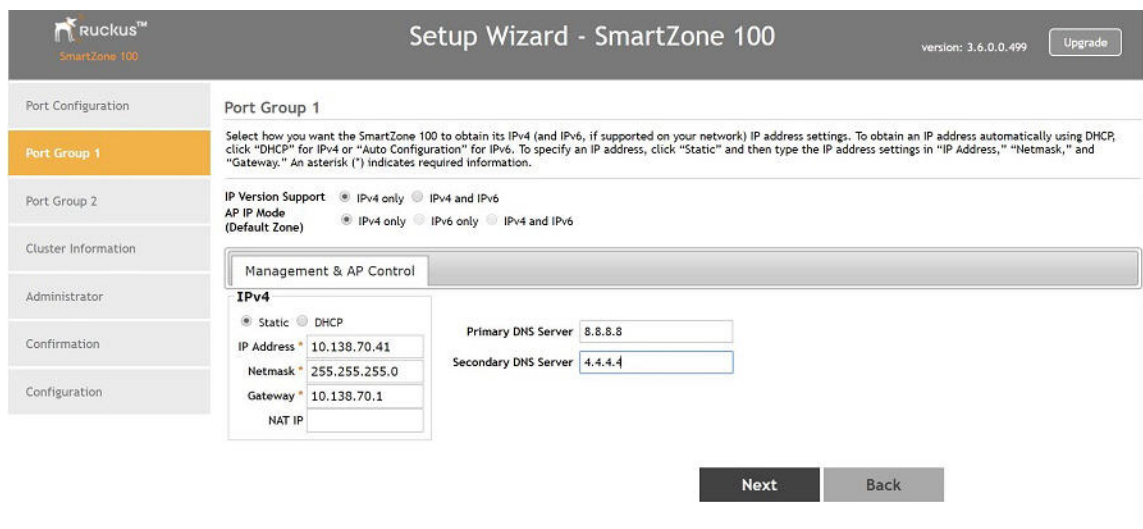 Ruckus™
SmartZone 100
Setup Wizard - SmartZone 100
version: 3.6.0.0.499
Upgrade
Port Configuration
Port Group 1
Port Group 2
Cluster Information
Administrator
Confirmation
Configuration
Port Group 1
Select how you want the SmartZone 100 to obtain its IPv4 (and IPv6, if supported on your network) IP address settings. To obtain an IP address automatically using DHCP,
click "DHCP" for IPv4 or "Auto Configuration" for IPv6. To specify an IP address, click "Static" and then type the IP address settings in "IP Address," "Netmask," and
"Gateway." An asterisk (*) indicates required information.
IP Version Support IPv4 only IPv4 and IPv6
AP IP Mode
(Default Zone) IPv4 only IPv6 only IPv4 and IPv6
Management & AP Control
IPv4
Static DHCP
IP Address * 10.138.70.41
Netmask * 255.255.255.0
Gateway * 10.138.70.1
NAT IP
Primary DNS Server 8.8.8.8
Secondary DNS Server 4.4.4.4
Next
Back